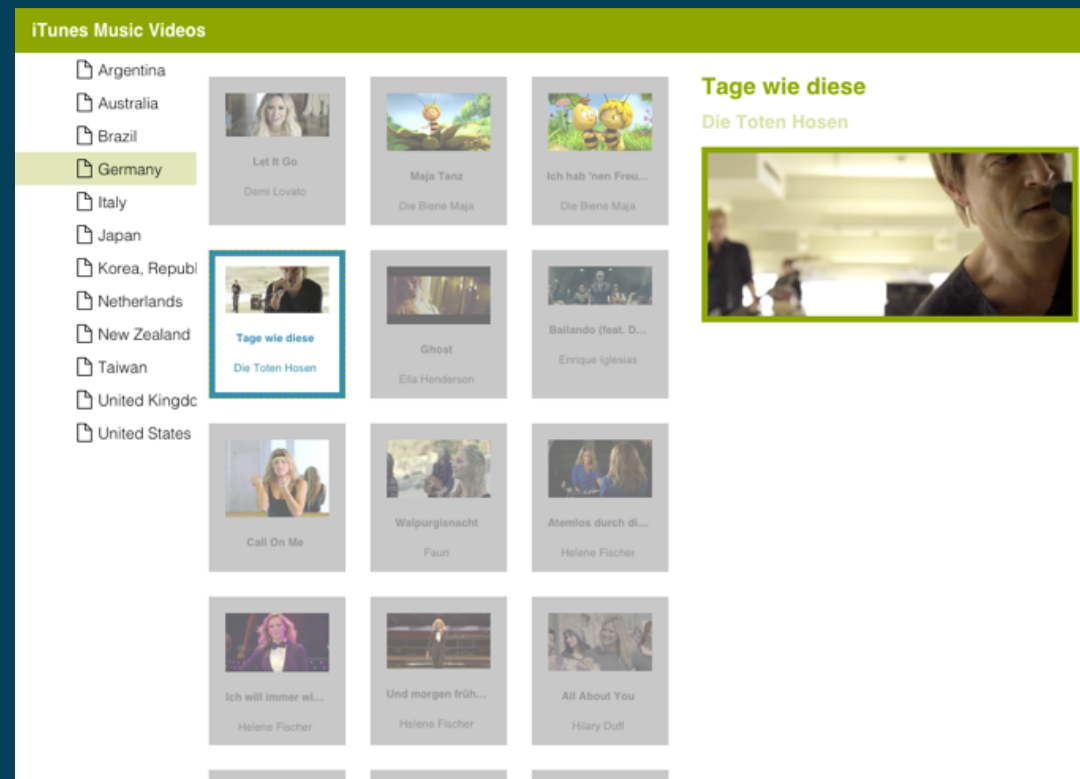 iTunes Music Videos
Argentina
Australia
Brazil
Germany
Italy
Japan
Korea, Republ
Netherlands
New Zealand
Taiwan
United Kingdc
United States
Let It Go
Demi Lovato
Maja Tanz
Die Biene Maja
Ich hab 'nen Freu...
Die Biene Maja
Tage wie diese
Die Toten Hosen
Ghost
Ella Henderson
Bailando (feat. D...
Enrique Iglesias
Call On Me
Walpurgisnacht
Faun
Atemlos durch di...
Helene Fischer
Ich will immer wi...
Helene Fischer
Und morgen früh...
Helene Fischer
All About You
Hilary Duff
Tage wie diese
Die Toten Hosen